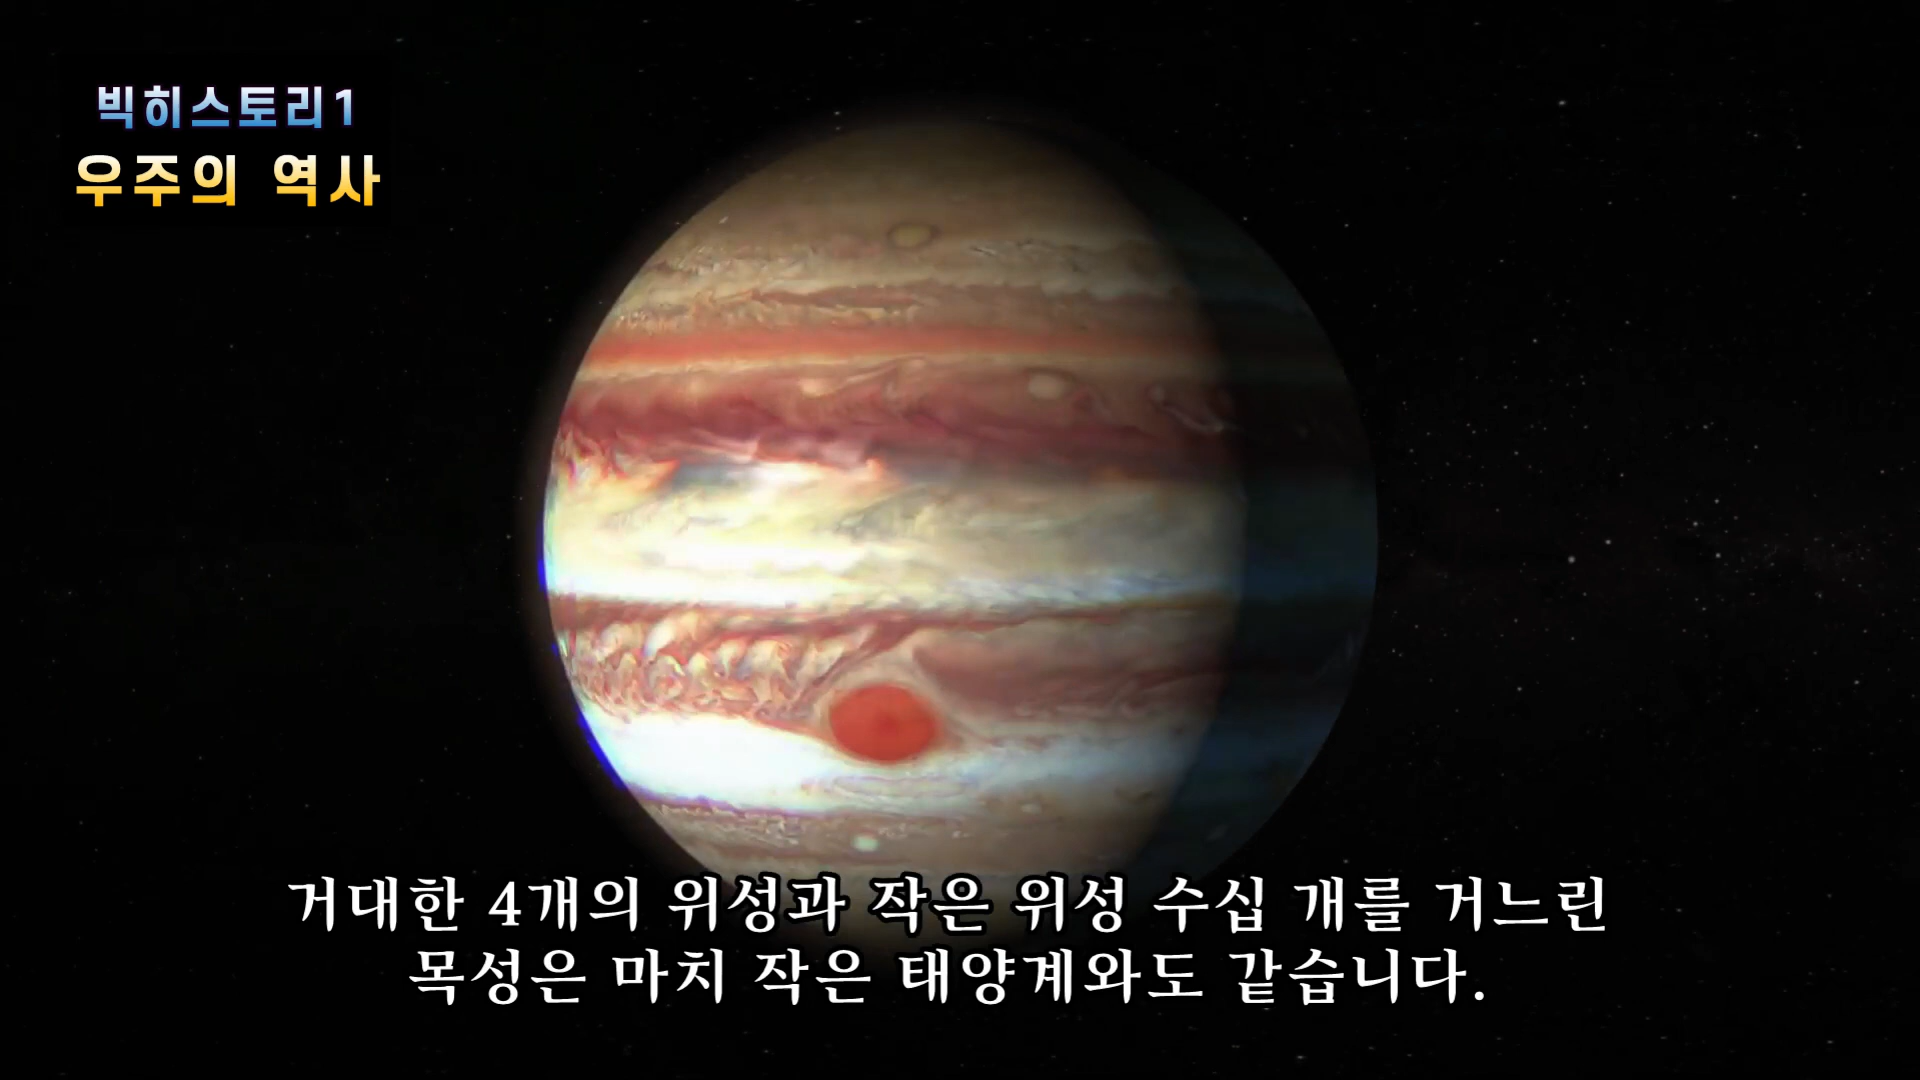 빅히스토리1
우주의 역사
거대한 4개의 위성과 작은 위성 수십 개를 거느린
목성은 마치 작은 태양계와도 같습니다.